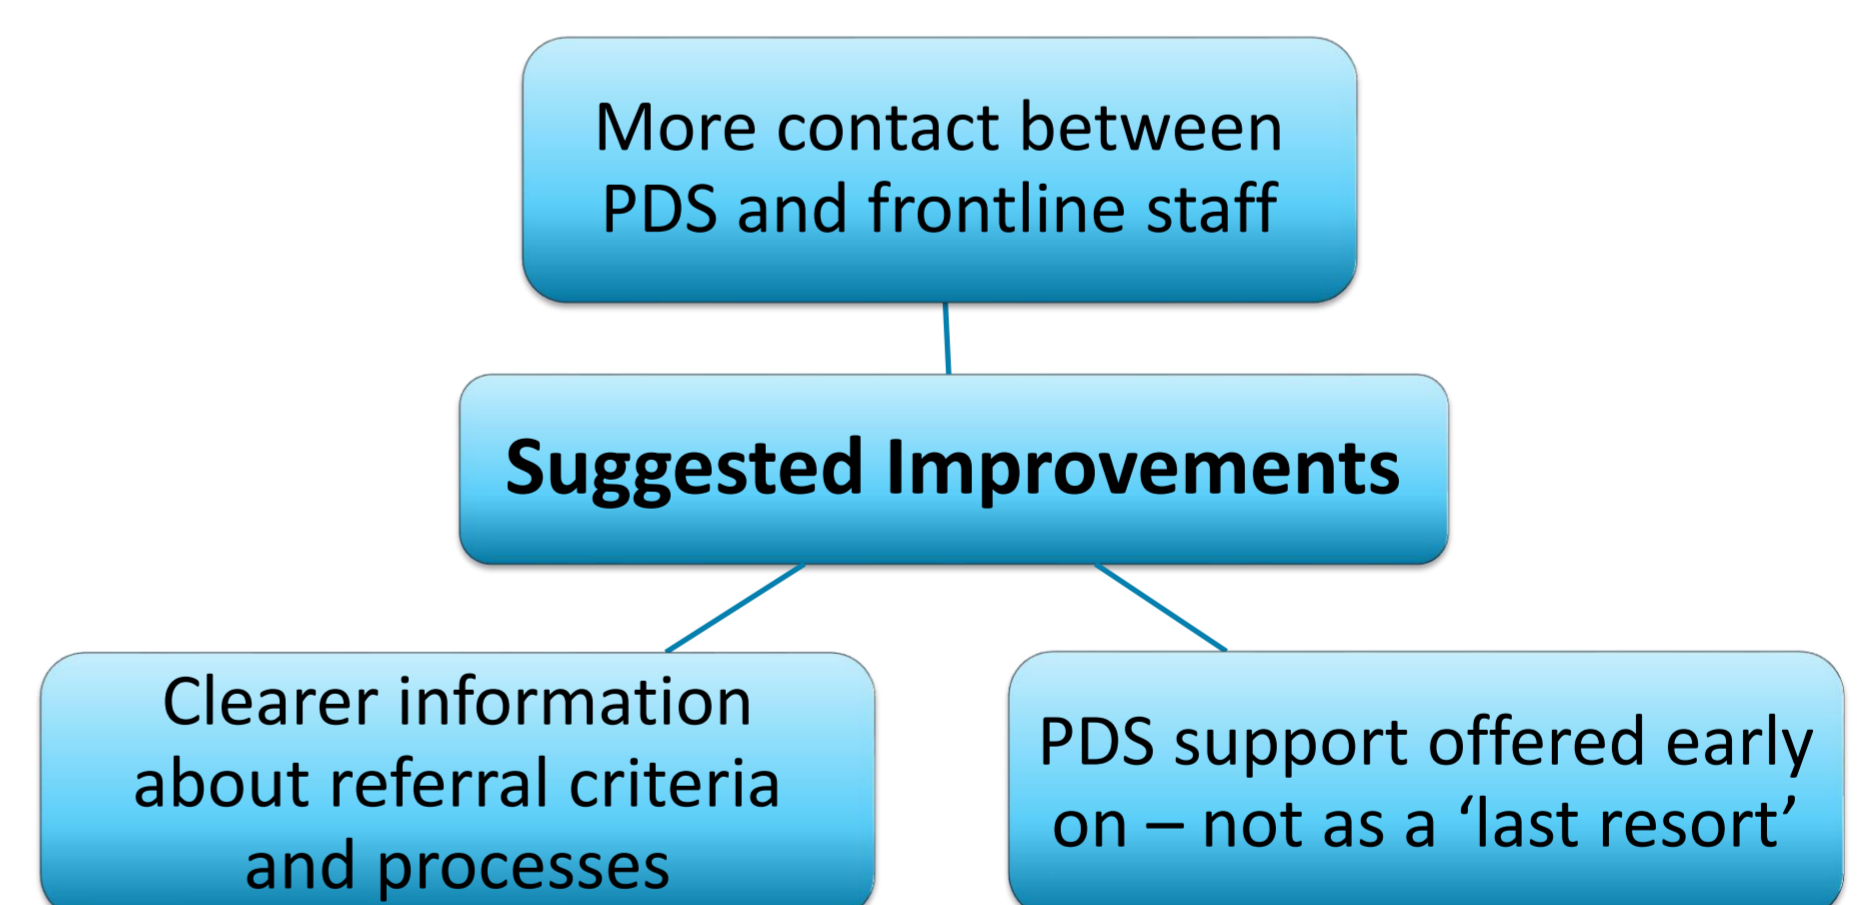 More contact between
PDS and frontline staff
Suggested Improvements
Clearer information
about referral criteria
and processes
PDS support offered early
on – not as a ‘last resort’